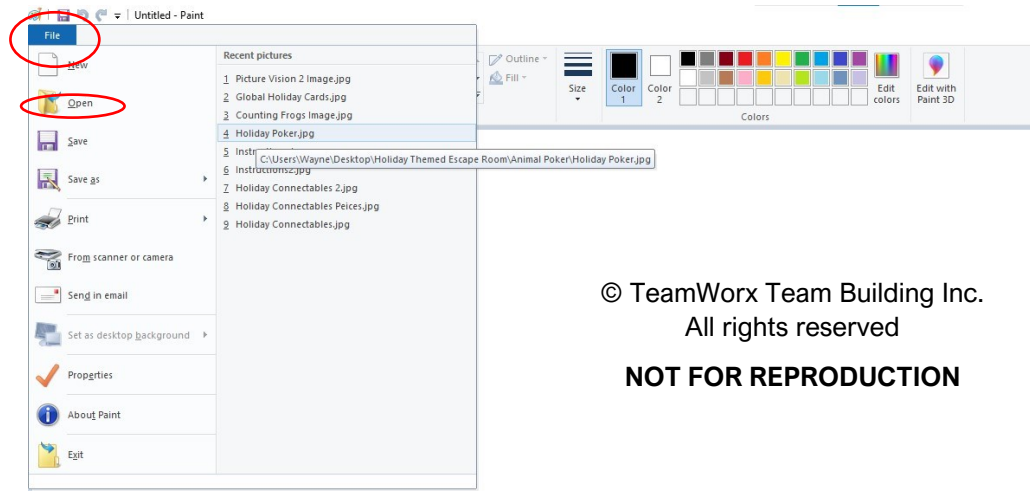 Untitled - Paint
File
New
Open
Save
Save as
Print
From scanner or camera
Send in email
Set as desktop background
Properties
About Paint
Exit
Recent pictures
1 Picture Vision 2 Image.jpg
2 Global Holiday Cards.jpg
3 Counting Frogs Image.jpg
4 Holiday Poker.jpg
5
C:\Users\Wayne\Desktop\Holiday Themed Escape Room\Animal Poker\Holiday Poker.jpg
6 Instructions2.jpg
7 Holiday Connectables 2.jpg
8 Holiday Connectables Peices.jpg
9 Holiday Connectables.jpg
Outline
Fill
Size
Color 1
Color 2
Edit colors
Edit with Paint 3D
Colors
© TeamWorx Team Building Inc.
All rights reserved
NOT FOR REPRODUCTION